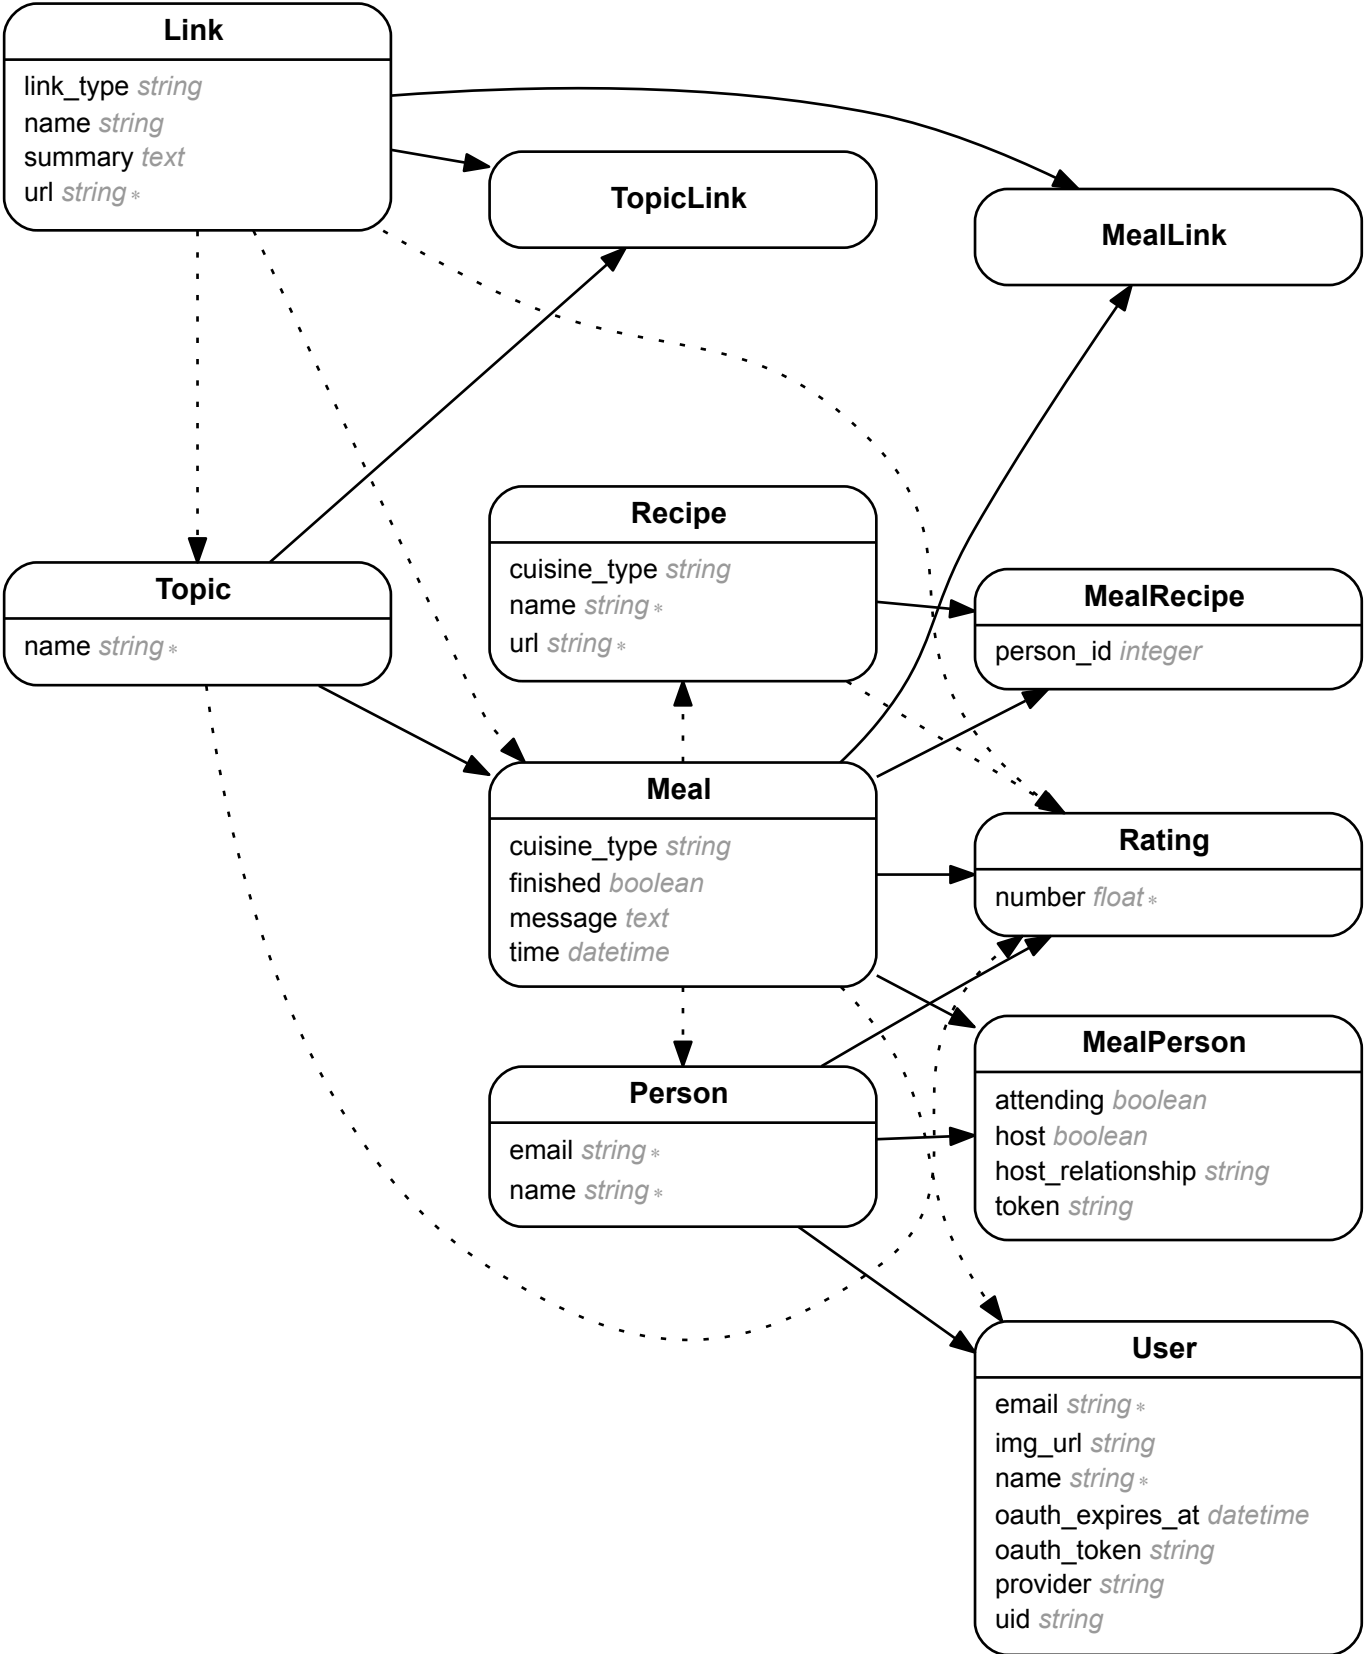 Link
link_type string
name string
summary text
url string *
TopicLink
MealLink
Topic
name string *
Recipe
cuisine_type string
name string *
url string *
MealRecipe
person_id integer
Meal
cuisine_type string
finished boolean
message text
time datetime
Rating
number float *
Person
email string *
name string *
MealPerson
attending boolean
host boolean
host_relationship string
token string
User
email string *
img_url string
name string *
oauth_expires_at datetime
oauth_token string
provider string
uid string